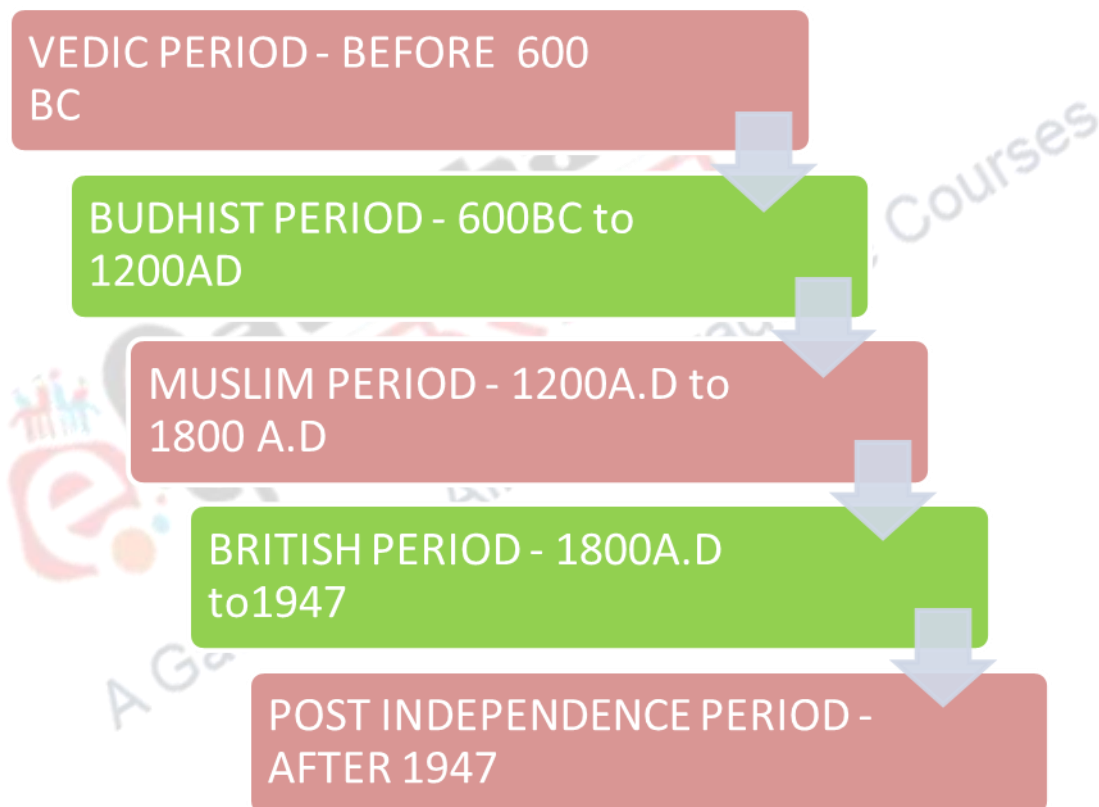 VEDIC PERIOD - BEFORE 600
BC
BUDHIST PERIOD - 600BC to
1200AD
MUSLIM PERIOD - 1200A.D to
1800 A.D
BRITISH PERIOD - 1800A.D
to1947
POST INDEPENDENCE PERIOD -
AFTER 1947
Courses